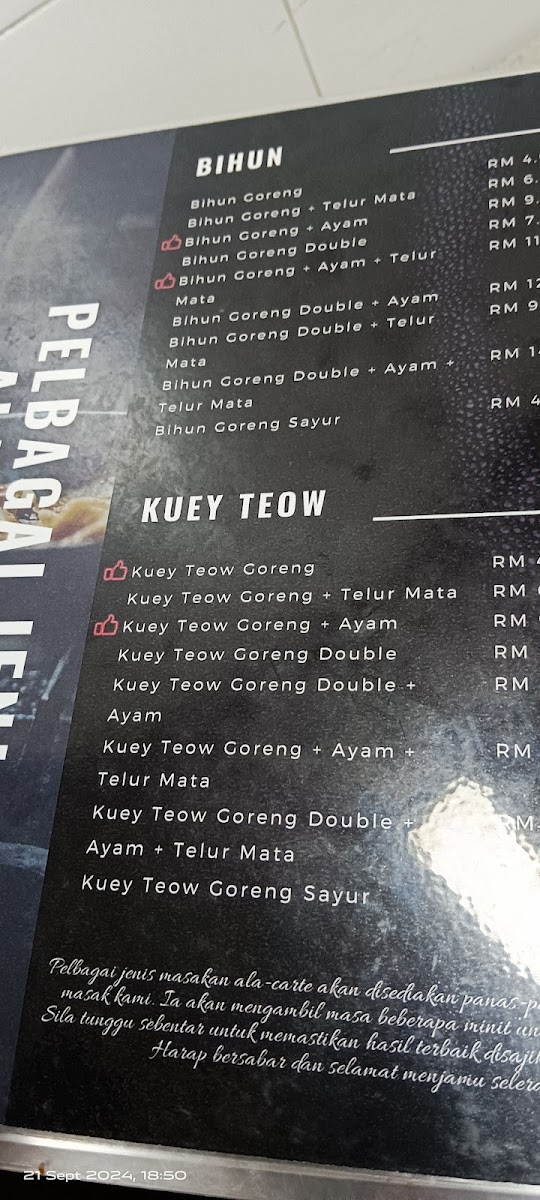 BIHUN
Bihun Goreng RM 4.
Bihun Goreng + Telur Mata RM 6.
Bihun Goreng + Ayam RM 9.
Bihun Goreng Double RM 7.
Bihun Goreng + Ayam + Telur RM 11
Mata
Bihun Goreng Double + Ayam RM 12
Bihun Goreng Double + Telur RM 9
Mata
Bihun Goreng Double + Ayam + RM 14
Telur Mata
Bihun Goreng Sayur RM 4
PELBAGAI
KUEY TEOW
Kuey Teow Goreng RM 4
Kuey Teow Goreng + Telur Mata RM
Kuey Teow Goreng + Ayam RM
Kuey Teow Goreng Double RM
Kuey Teow Goreng Double + RM
Ayam
Kuey Teow Goreng + Ayam + RM
Telur Mata
Kuey Teow Goreng Double + RM
Ayam + Telur Mata
Kuey Teow Goreng Sayur
Pelbagai jenis masakan ala-carte akan disediakan panas-p
masak kami. Ia akan mengambil masa beberapa minit un
Sila tunggu sebentar untuk memastikan hasil terbaik disaji
Harap bersabar dan selamat menjamu seler
21 Sept 2024, 18:50